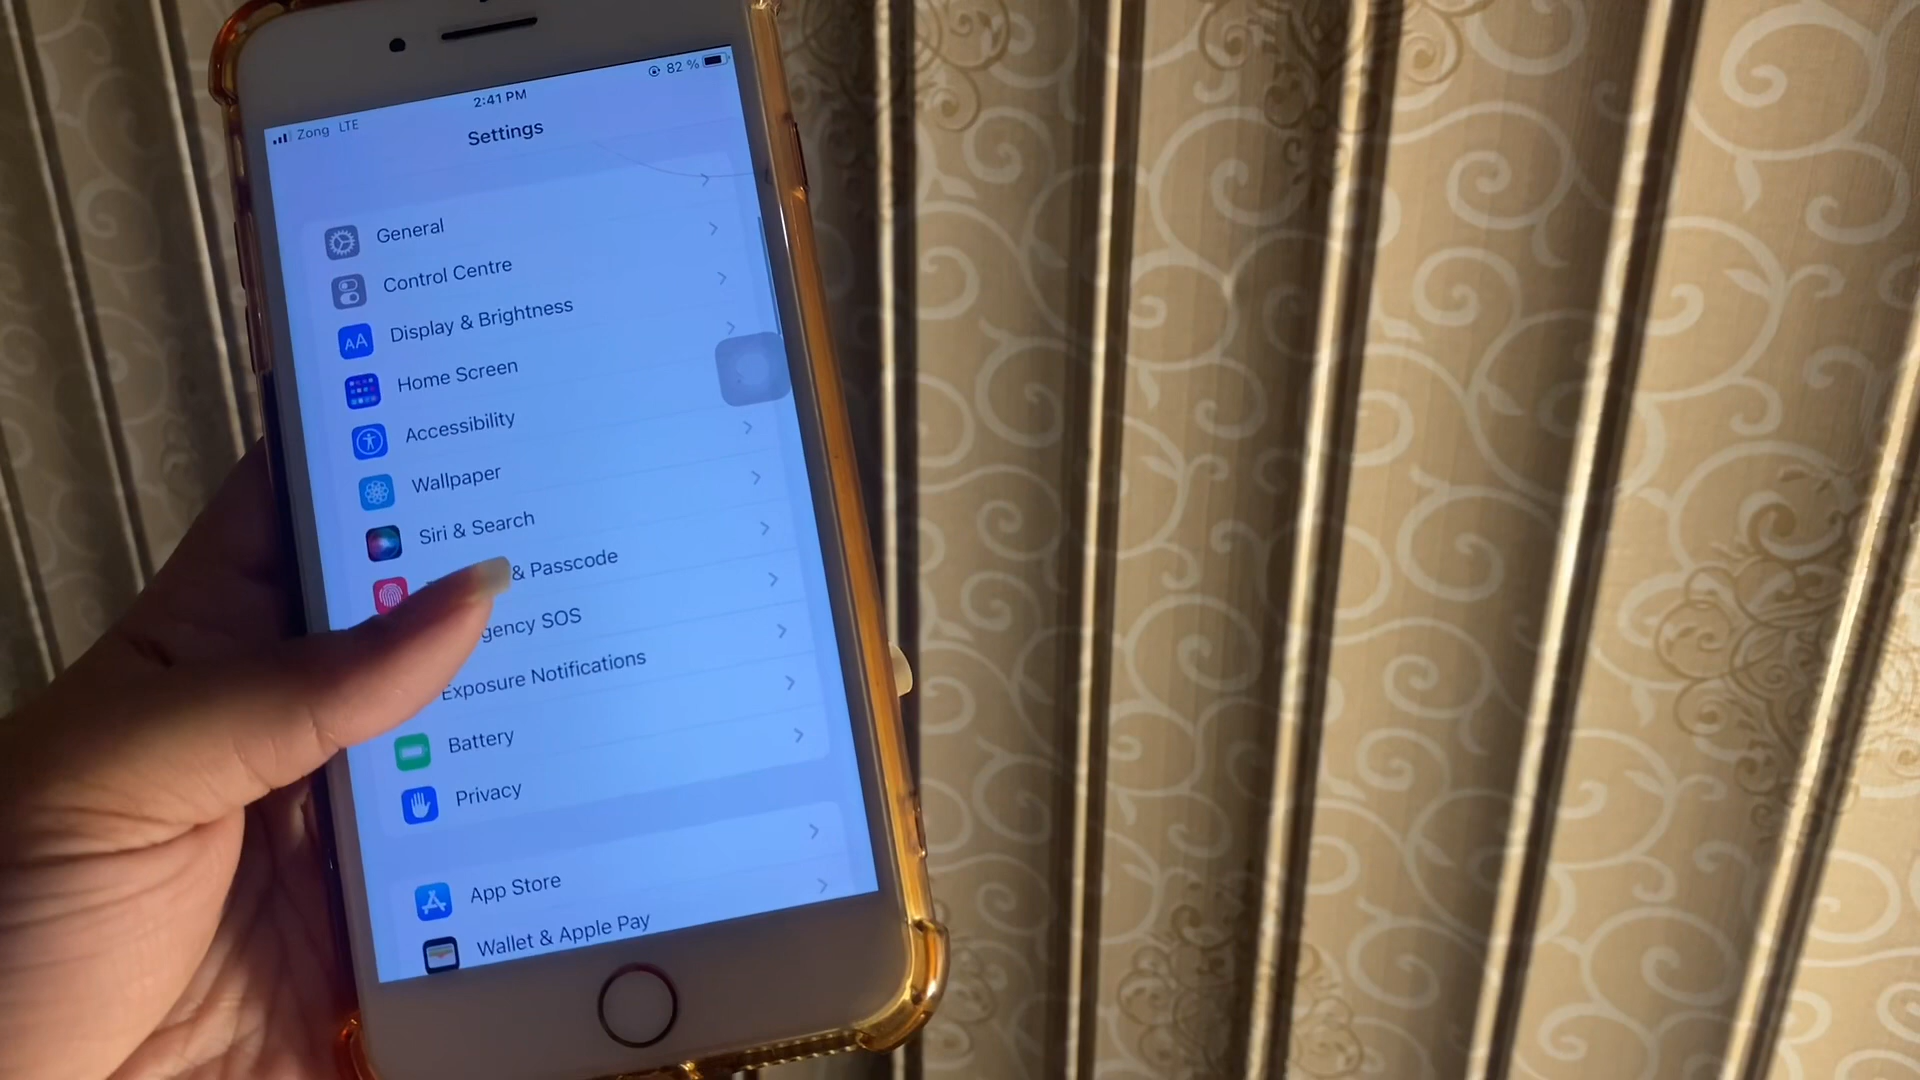 2:41 PM
Zong LTE
82 %
Settings
General
Control Centre
AA
Display & Brightness
Home Screen
Accessibility
Wallpaper
Siri & Search
& Passcode
gency SOS
Exposure Notifications
Battery
Privacy
App Store
Wallet & Apple Pay